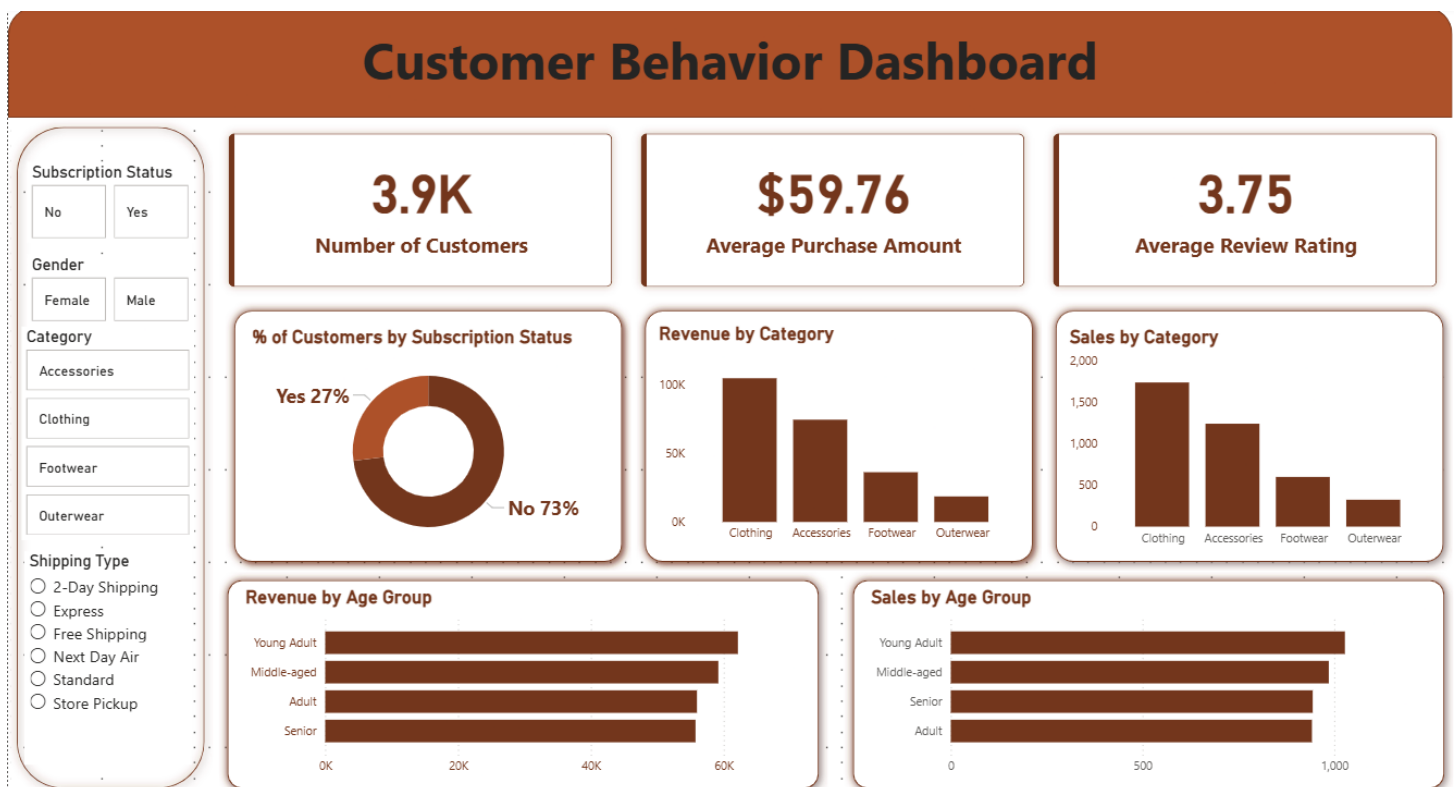 Customer Behavior Dashboard
Subscription Status
No Yes
Gender
Female Male
Category
Accessories
Clothing
Footwear
Outerwear
Shipping Type
2-Day Shipping
Express
Free Shipping
Next Day Air
Standard
Store Pickup
3.9K
Number of Customers
$59.76
Average Purchase Amount
3.75
Average Review Rating
% of Customers by Subscription Status
Yes 27%
No 73%
Revenue by Category
100K
50K
0K
Clothing Accessories Footwear Outerwear
Sales by Category
2,000
1,500
1,000
500
0
Clothing Accessories Footwear Outerwear
Revenue by Age Group
Young Adult
Middle-aged
Adult
Senior
0K 20K 40K 60K
Sales by Age Group
Young Adult
Middle-aged
Senior
Adult
0 500 1,000